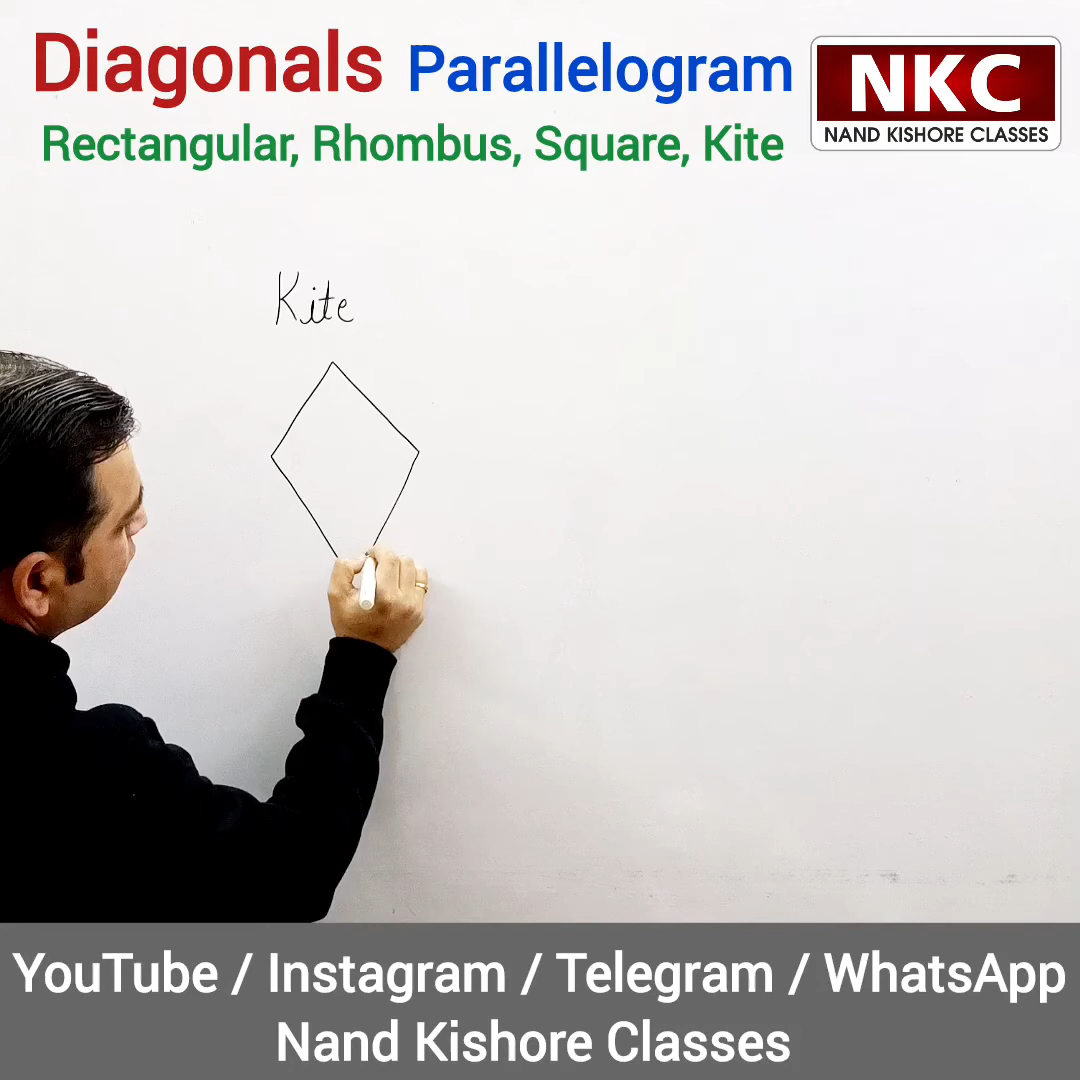 Diagonals Parallelogram
Rectangular, Rhombus, Square, Kite
NKC
NAND KISHORE CLASSES
Kite
YouTube / Instagram / Telegram / WhatsApp
Nand Kishore Classes